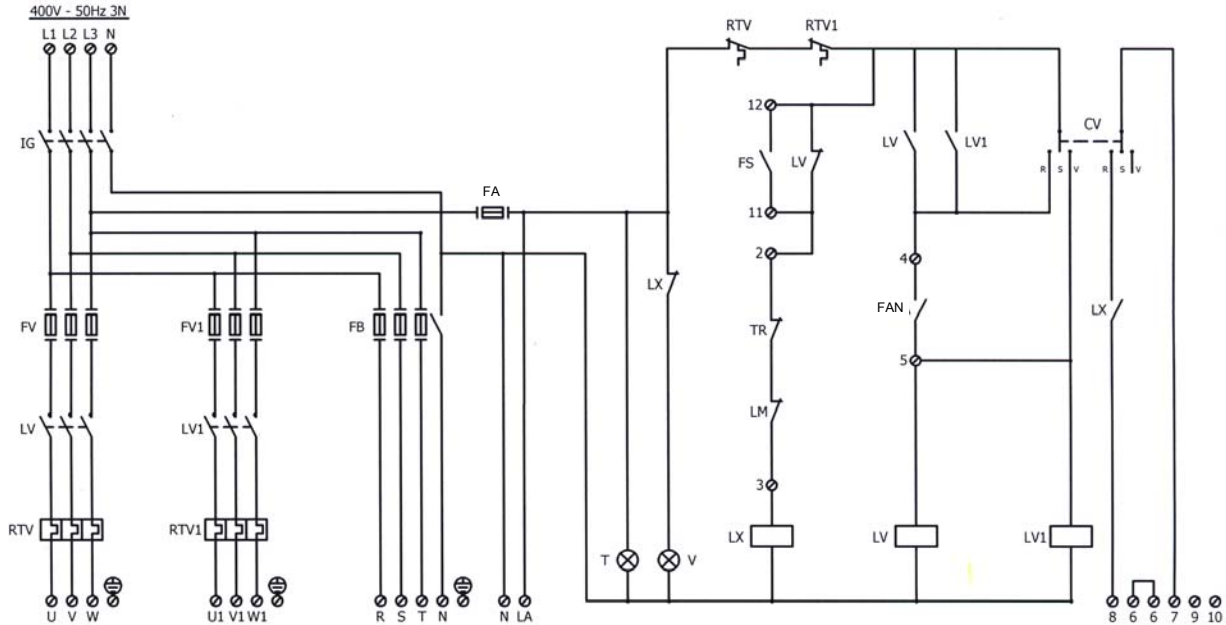 400V - 50Hz 3N
L1 L2 L3 N
RTV RTV1
12
CV
IG
LV LV1
FS LV
R S V R S V
FA
11
2
4
LX
FAN
LX
FV FV1 FB
TR
5
LM
LV LV1
3
RTV RTV1
LX LV LV1
T V
U V W U1 V1 W1 R S T N N LA 8 6 6 7 9 10